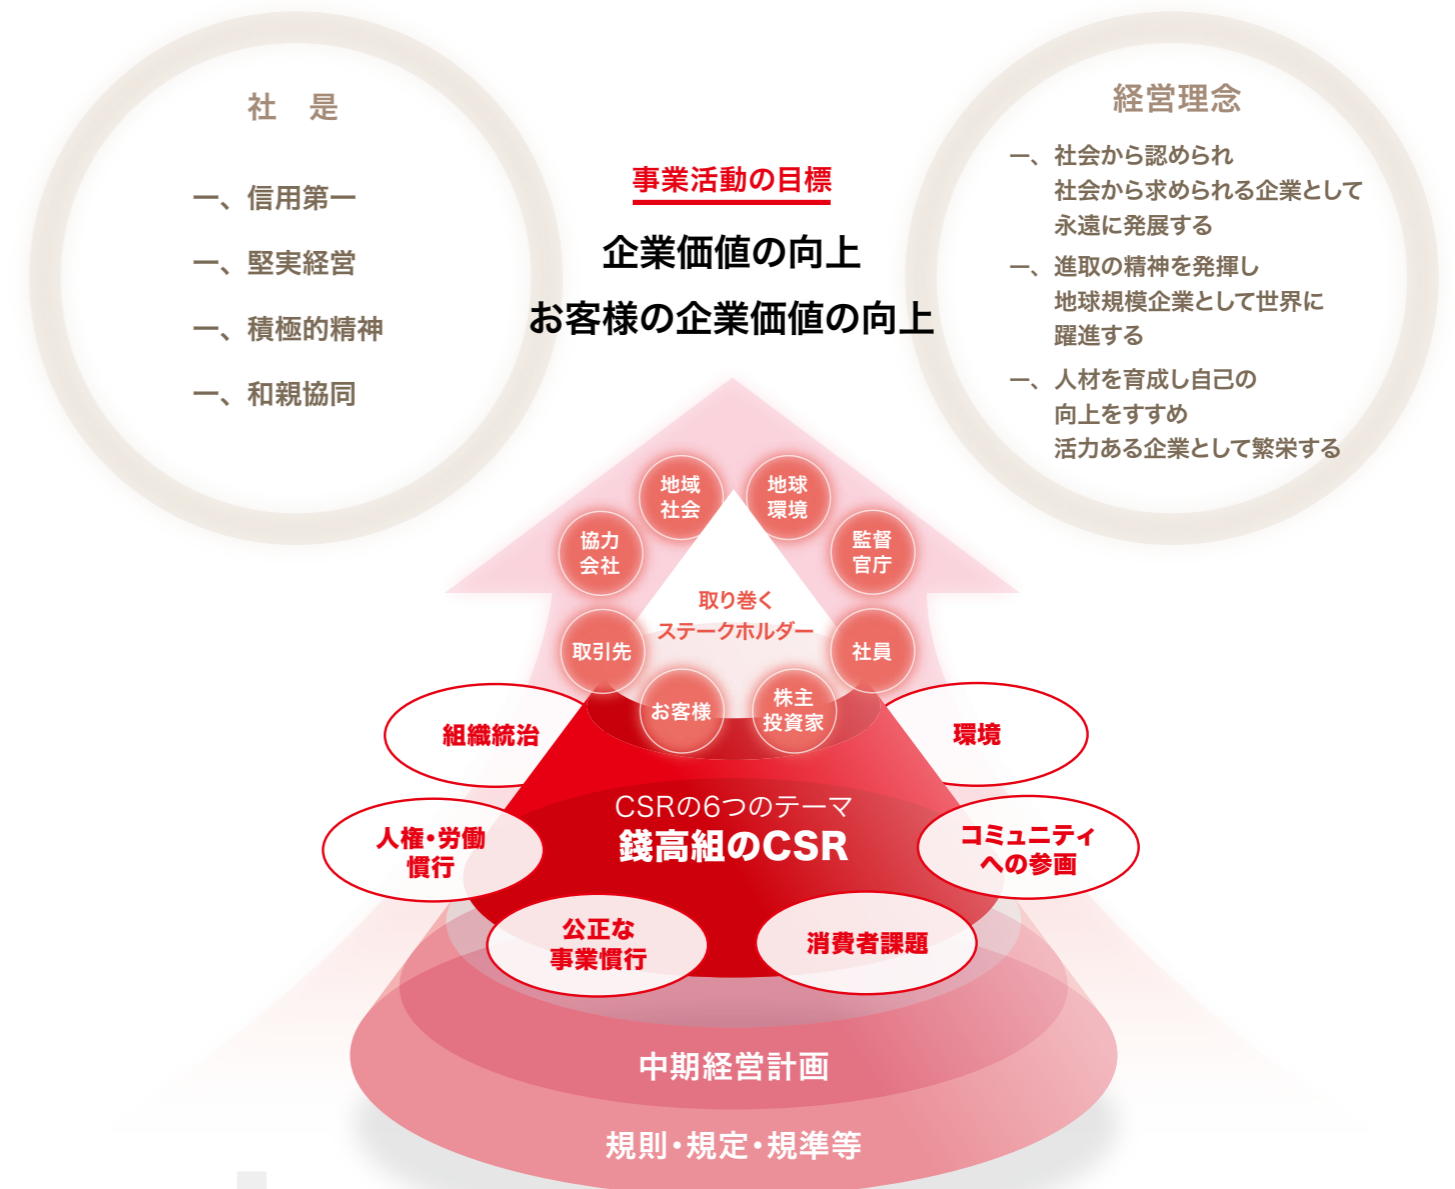 社　是
一、信用第一
一、堅実経営
一、積極的精神
一、和親協同
事業活動の目標
企業価値の向上
お客様の企業価値の向上
経営理念
一、社会から認められ
社会から求められる企業として
永遠に発展する
一、進取の精神を発揮し
地球規模企業として世界に
躍進する
一、人材を育成し自己の
向上をすすめ
活力ある企業として繁栄する
地域
社会
地球
環境
協力
会社
監督
官庁
取り巻く
ステークホルダー
取引先
社員
お客様
株主
投資家
組織統治
環境
CSRの6つのテーマ
錢高組のCSR
人権・労働
慣行
コミュニティ
への参画
公正な
事業慣行
消費者課題
中期経営計画
規則・規定・規準等